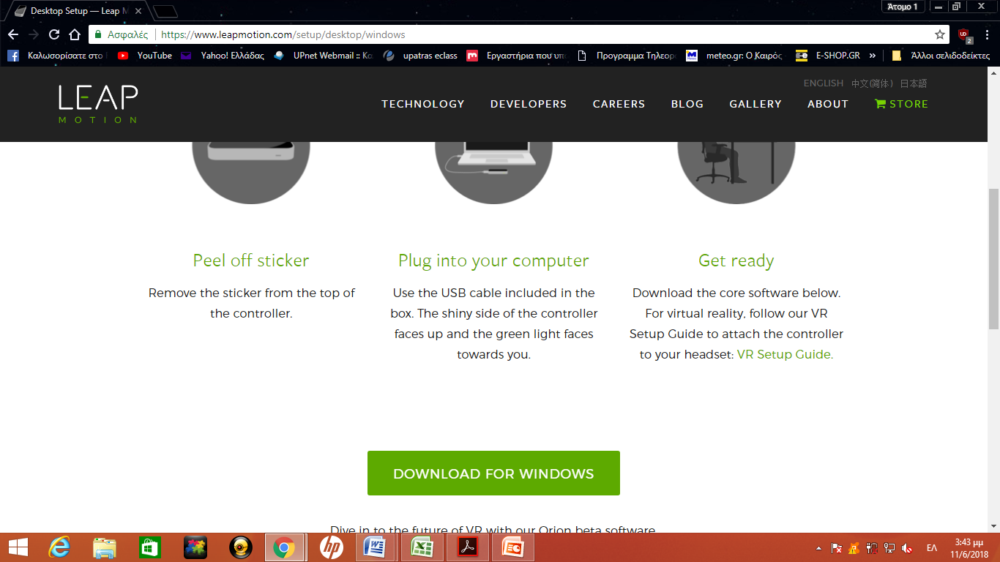 Desktop Setup — Leap M
Άτομο 1
Ασφαλές https://www.leapmotion.com/setup/desktop/windows
2
Καλωσορίσατε στο YouTube Yahoo! Ελλάδας UPnet Webmail :: Κα upatras eclass Εργαστήρια που υπο Προγραμμα Τηλεορ meteo.gr: Ο Καιρός E-SHOP.GR » Άλλοι σελιδοδείκτες
ENGLISH 中文(简体) 日本語
LEAP
MOTION
TECHNOLOGY DEVELOPERS CAREERS BLOG GALLERY ABOUT STORE
Peel off sticker
Remove the sticker from the top of
the controller.
Plug into your computer
Use the USB cable included in the
box. The shiny side of the controller
faces up and the green light faces
towards you.
Get ready
Download the core software below.
For virtual reality, follow our VR
Setup Guide to attach the controller
to your headset: VR Setup Guide.
DOWNLOAD FOR WINDOWS
Dive in to the future of VR with our Orion beta software
ΕΛ
3:43 μμ
11/6/2018